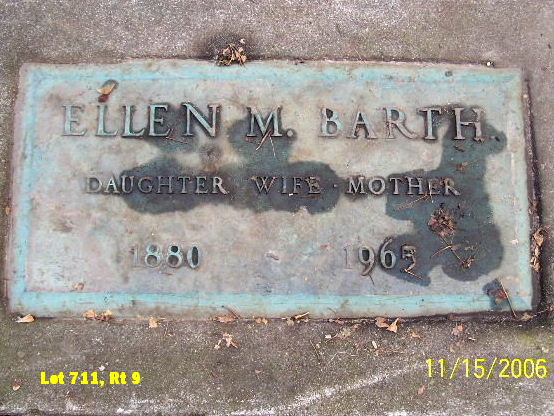 ELLEN M. BARTH
DAUGHTER WIFE · MOTHER
1880 1965
Lot 711, Rt 9
11/15/2006